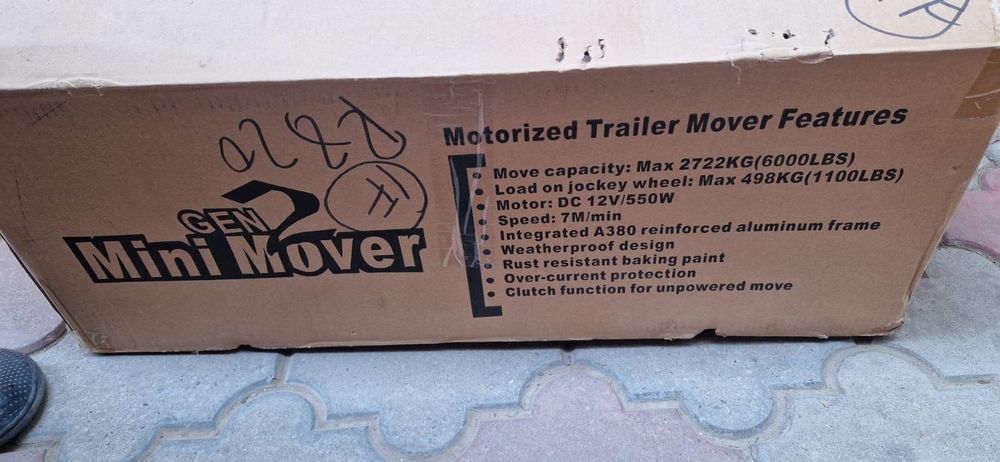 GEN 2
Mini Mover
Motorized Trailer Mover Features
• Move capacity: Max 2722KG(6000LBS)
• Load on jockey wheel: Max 498KG(1100LBS)
• Motor: DC 12V/550W
• Speed: 7M/min
• Integrated A380 reinforced aluminum frame
• Weatherproof design
• Rust resistant baking paint
• Over-current protection
• Clutch function for unpowered move